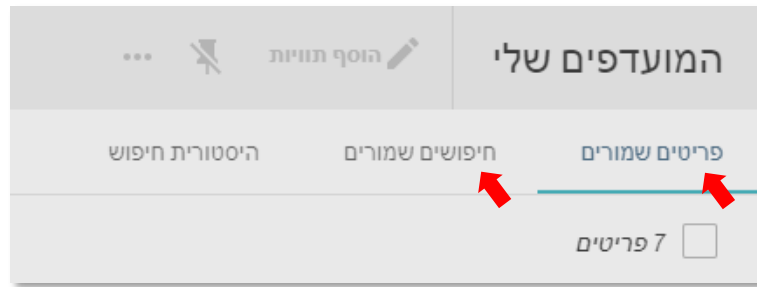 המועדפים שלי
הוסף תוויות
פריטים שמורים
חיפושים שמורים
היסטורית חיפוש
7 פריטים